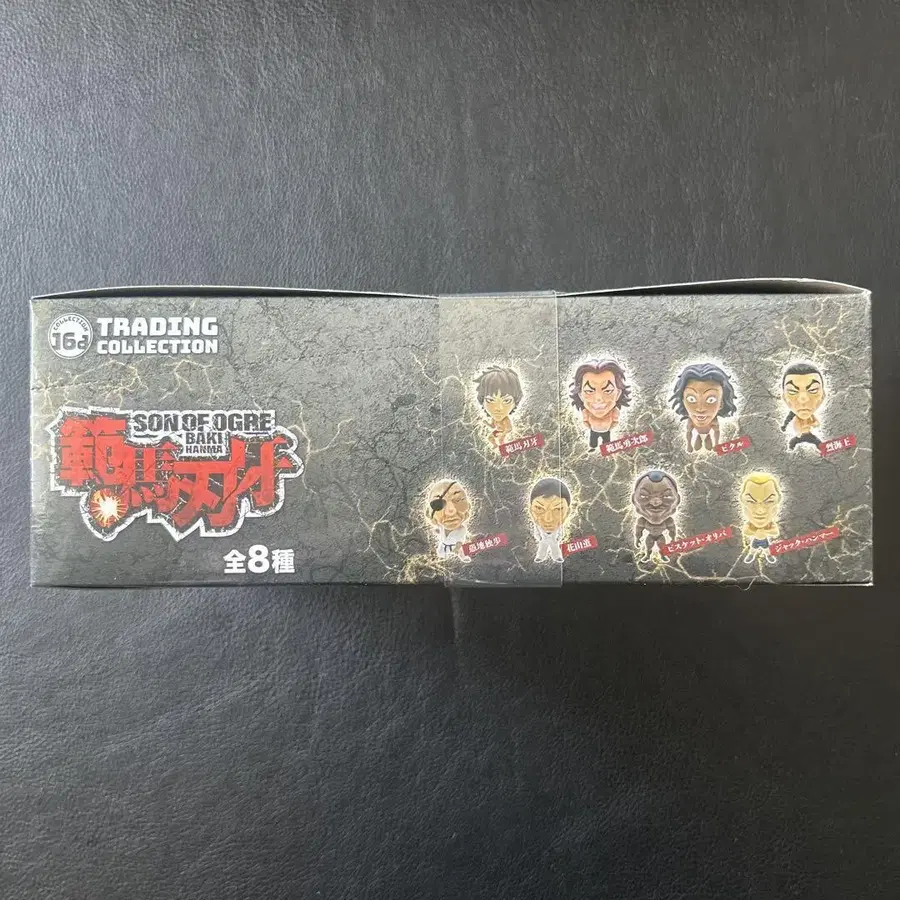 COLLECTION
16d
TRADING
COLLECTION
SON OF OGRE
BAKI
HANMA
範馬刃牙
全8種
範馬刃牙
範馬勇次郎
ピクル
烈海王
愚地独歩
花山薫
ビスケット・オリバ
ジャック・ハンマー